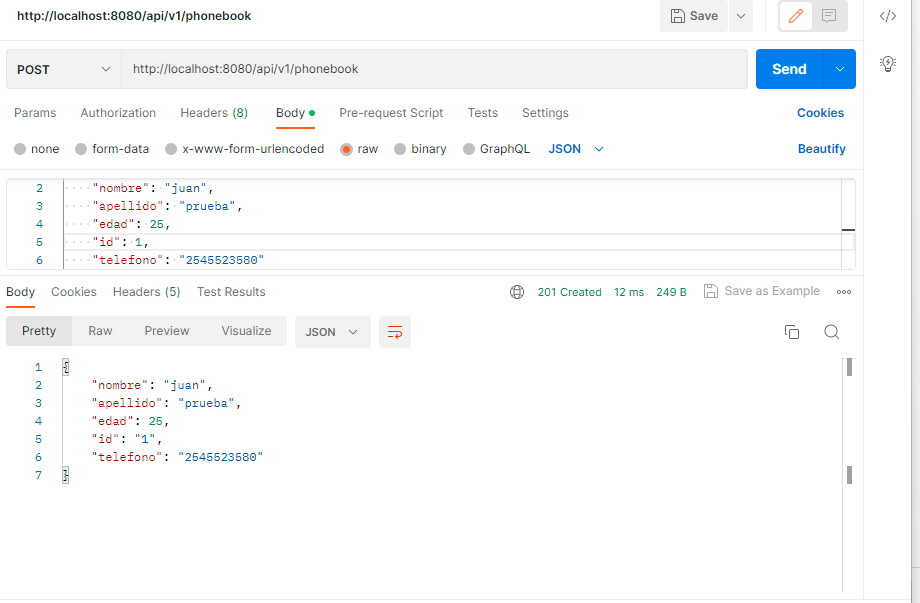 http://localhost:8080/api/v1/phonebook Save
POST http://localhost:8080/api/v1/phonebook Send
Params Authorization Headers (8) Body Pre-request Script Tests Settings Cookies
none form-data x-www-form-urlencoded raw binary GraphQL JSON Beautify
2 "nombre": "juan",
3 "apellido": "prueba",
4 "edad": 25,
5 "id": 1,
6 "telefono": "2545523580"
Body Cookies Headers (5) Test Results 201 Created 12 ms 249 B Save as Example
Pretty Raw Preview Visualize JSON
1 {
2 "nombre": "juan",
3 "apellido": "prueba",
4 "edad": 25,
5 "id": "1",
6 "telefono": "2545523580"
7 }